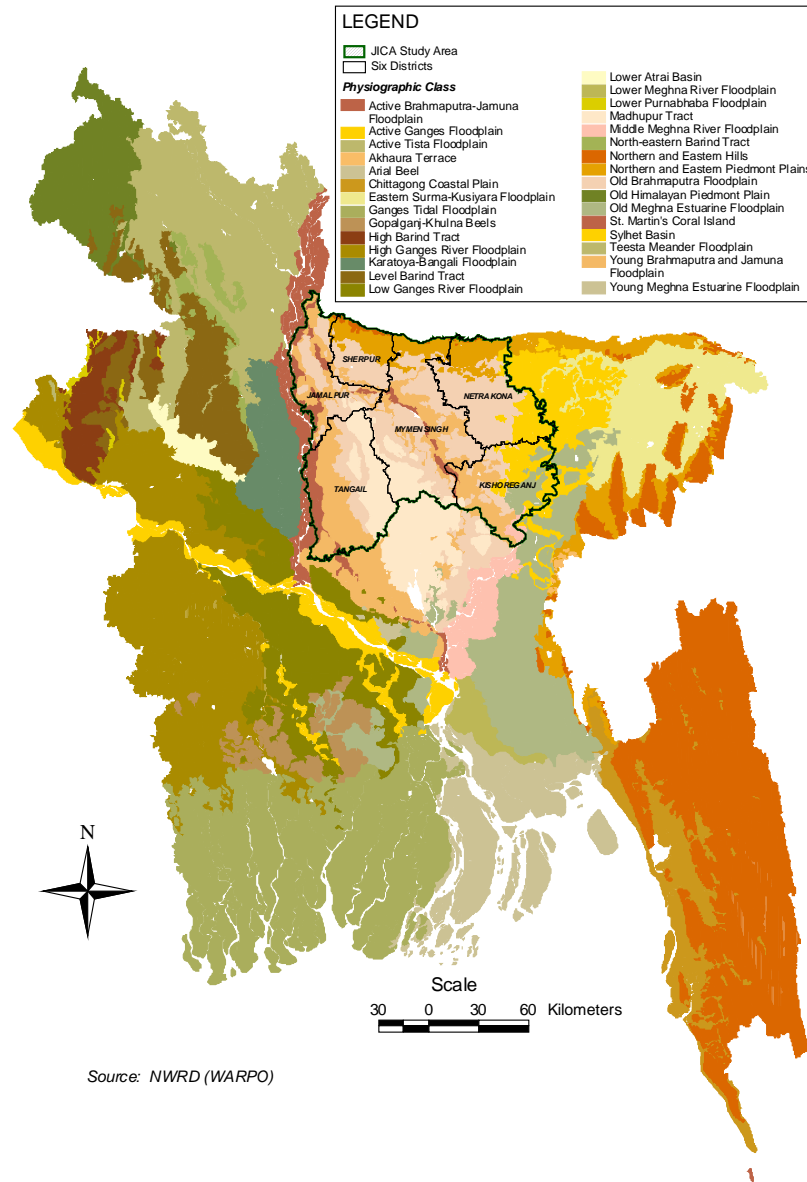 LEGEND
JICA Study Area
Six Districts
Physiographic Class
Active Brahmaputra-Jamuna
Floodplain
Active Ganges Floodplain
Active Tista Floodplain
Akhaura Terrace
Arial Beel
Chittagong Coastal Plain
Eastern Surma-Kusiyara Floodplain
Ganges Tidal Floodplain
Gopalganj-Khulna Beels
High Barind Tract
High Ganges River Floodplain
Karatoya-Bangali Floodplain
Level Barind Tract
Low Ganges River Floodplain
Lower Atrai Basin
Lower Meghna River Floodplain
Lower Purnabhaba Floodplain
Madhupur Tract
Middle Meghna River Floodplain
North-eastern Barind Tract
Northern and Eastern Hills
Northern and Eastern Piedmont Plains
Old Brahmaputra Floodplain
Old Himalayan Piedmont Plain
Old Meghna Estuarine Floodplain
St. Martin's Coral Island
Sylhet Basin
Teesta Meander Floodplain
Young Brahmaputra and Jamuna
Floodplain
Young Meghna Estuarine Floodplain
SHERPUR
JAMALPUR
NETRAKONA
MYMENSINGH
TANGAIL
KISHOREGANJ
N
Scale
30 0 30 60 Kilometers
Source: NWRD (WARPO)